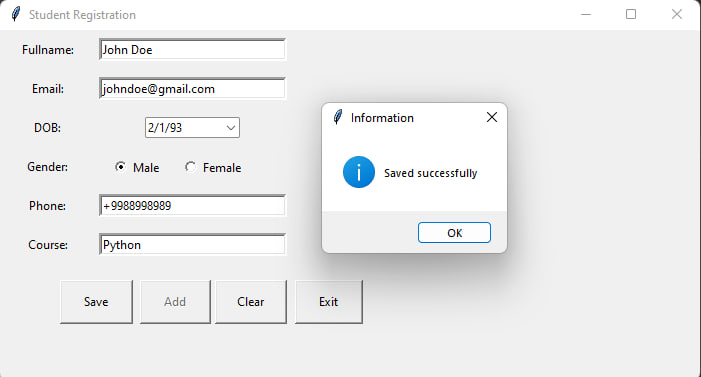 Student Registration
Fullname: John Doe
Email: johndoe@gmail.com
Information
DOB: 2/1/93
Gender: Male Female
Saved successfully
Phone: +9988998989
OK
Course: Python
Save Add Clear Exit